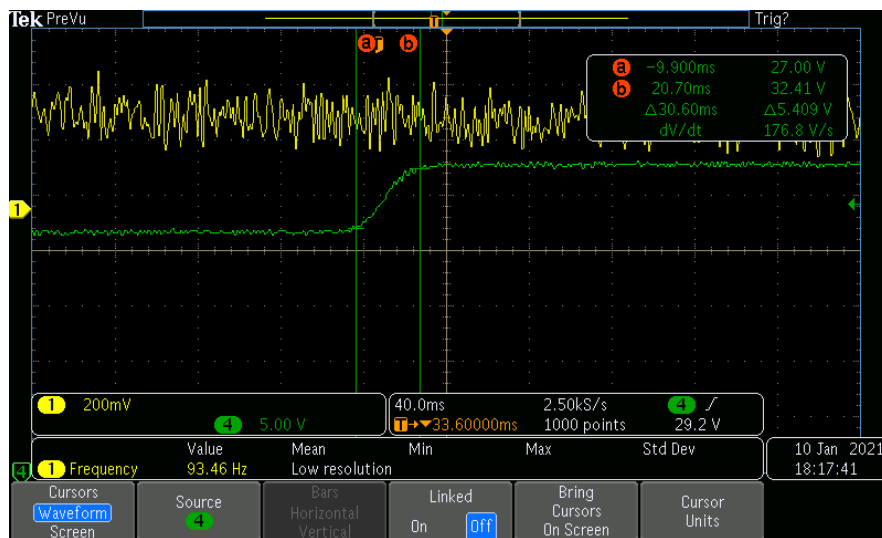 Tek PreVu Trig?
T
a T b
a -9.900ms 27.00 V
b 20.70ms 32.41 V
Δ30.60ms Δ5.409 V
dV/dt 176.8 V/s
1
1 200mV
4 5.00 V
40.0ms 2.50kS/s 4
T→▼33.60000ms 1000 points 29.2 V
Value Mean Min Max Std Dev
4 1 Frequency 93.46 Hz Low resolution
10 Jan 2021
18:17:41
Cursors
Waveform
Screen
Source
4
Bars
Horizontal
Vertical
Linked
On Off
Bring
Cursors
On Screen
Cursor
Units